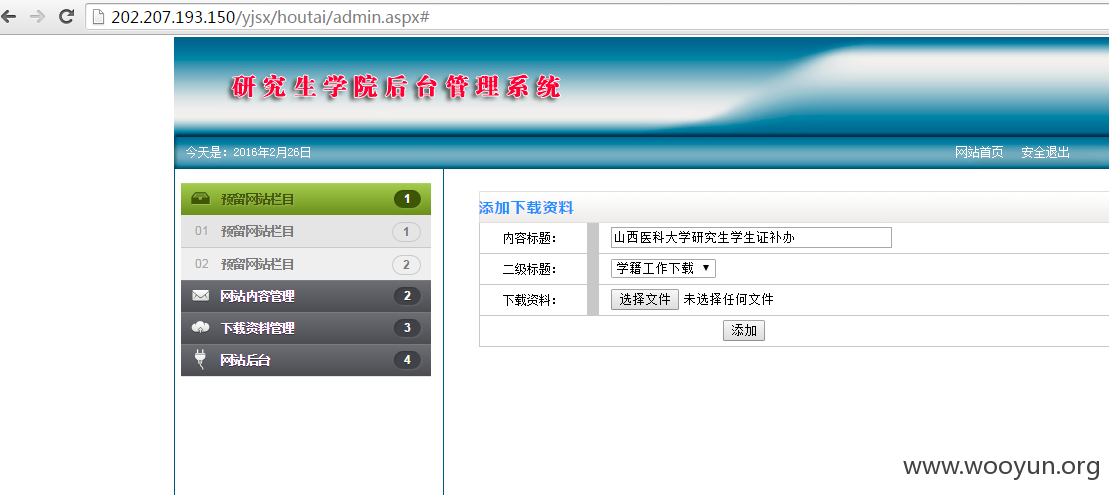 202.207.193.150/yjsx/houtai/admin.aspx#
研究生学院后台管理系统
今天是：2016年2月26日 网站首页 安全退出
预留网站栏目 1
01 预留网站栏目 1
02 预留网站栏目 2
网站内容管理 2
下载资料管理 3
网站后台 4
添加下载资料
内容标题： 山西医科大学研究生学生证补办
二级标题： 学籍工作下载
下载资料： 选择文件 未选择任何文件
添加
www.wooyun.org